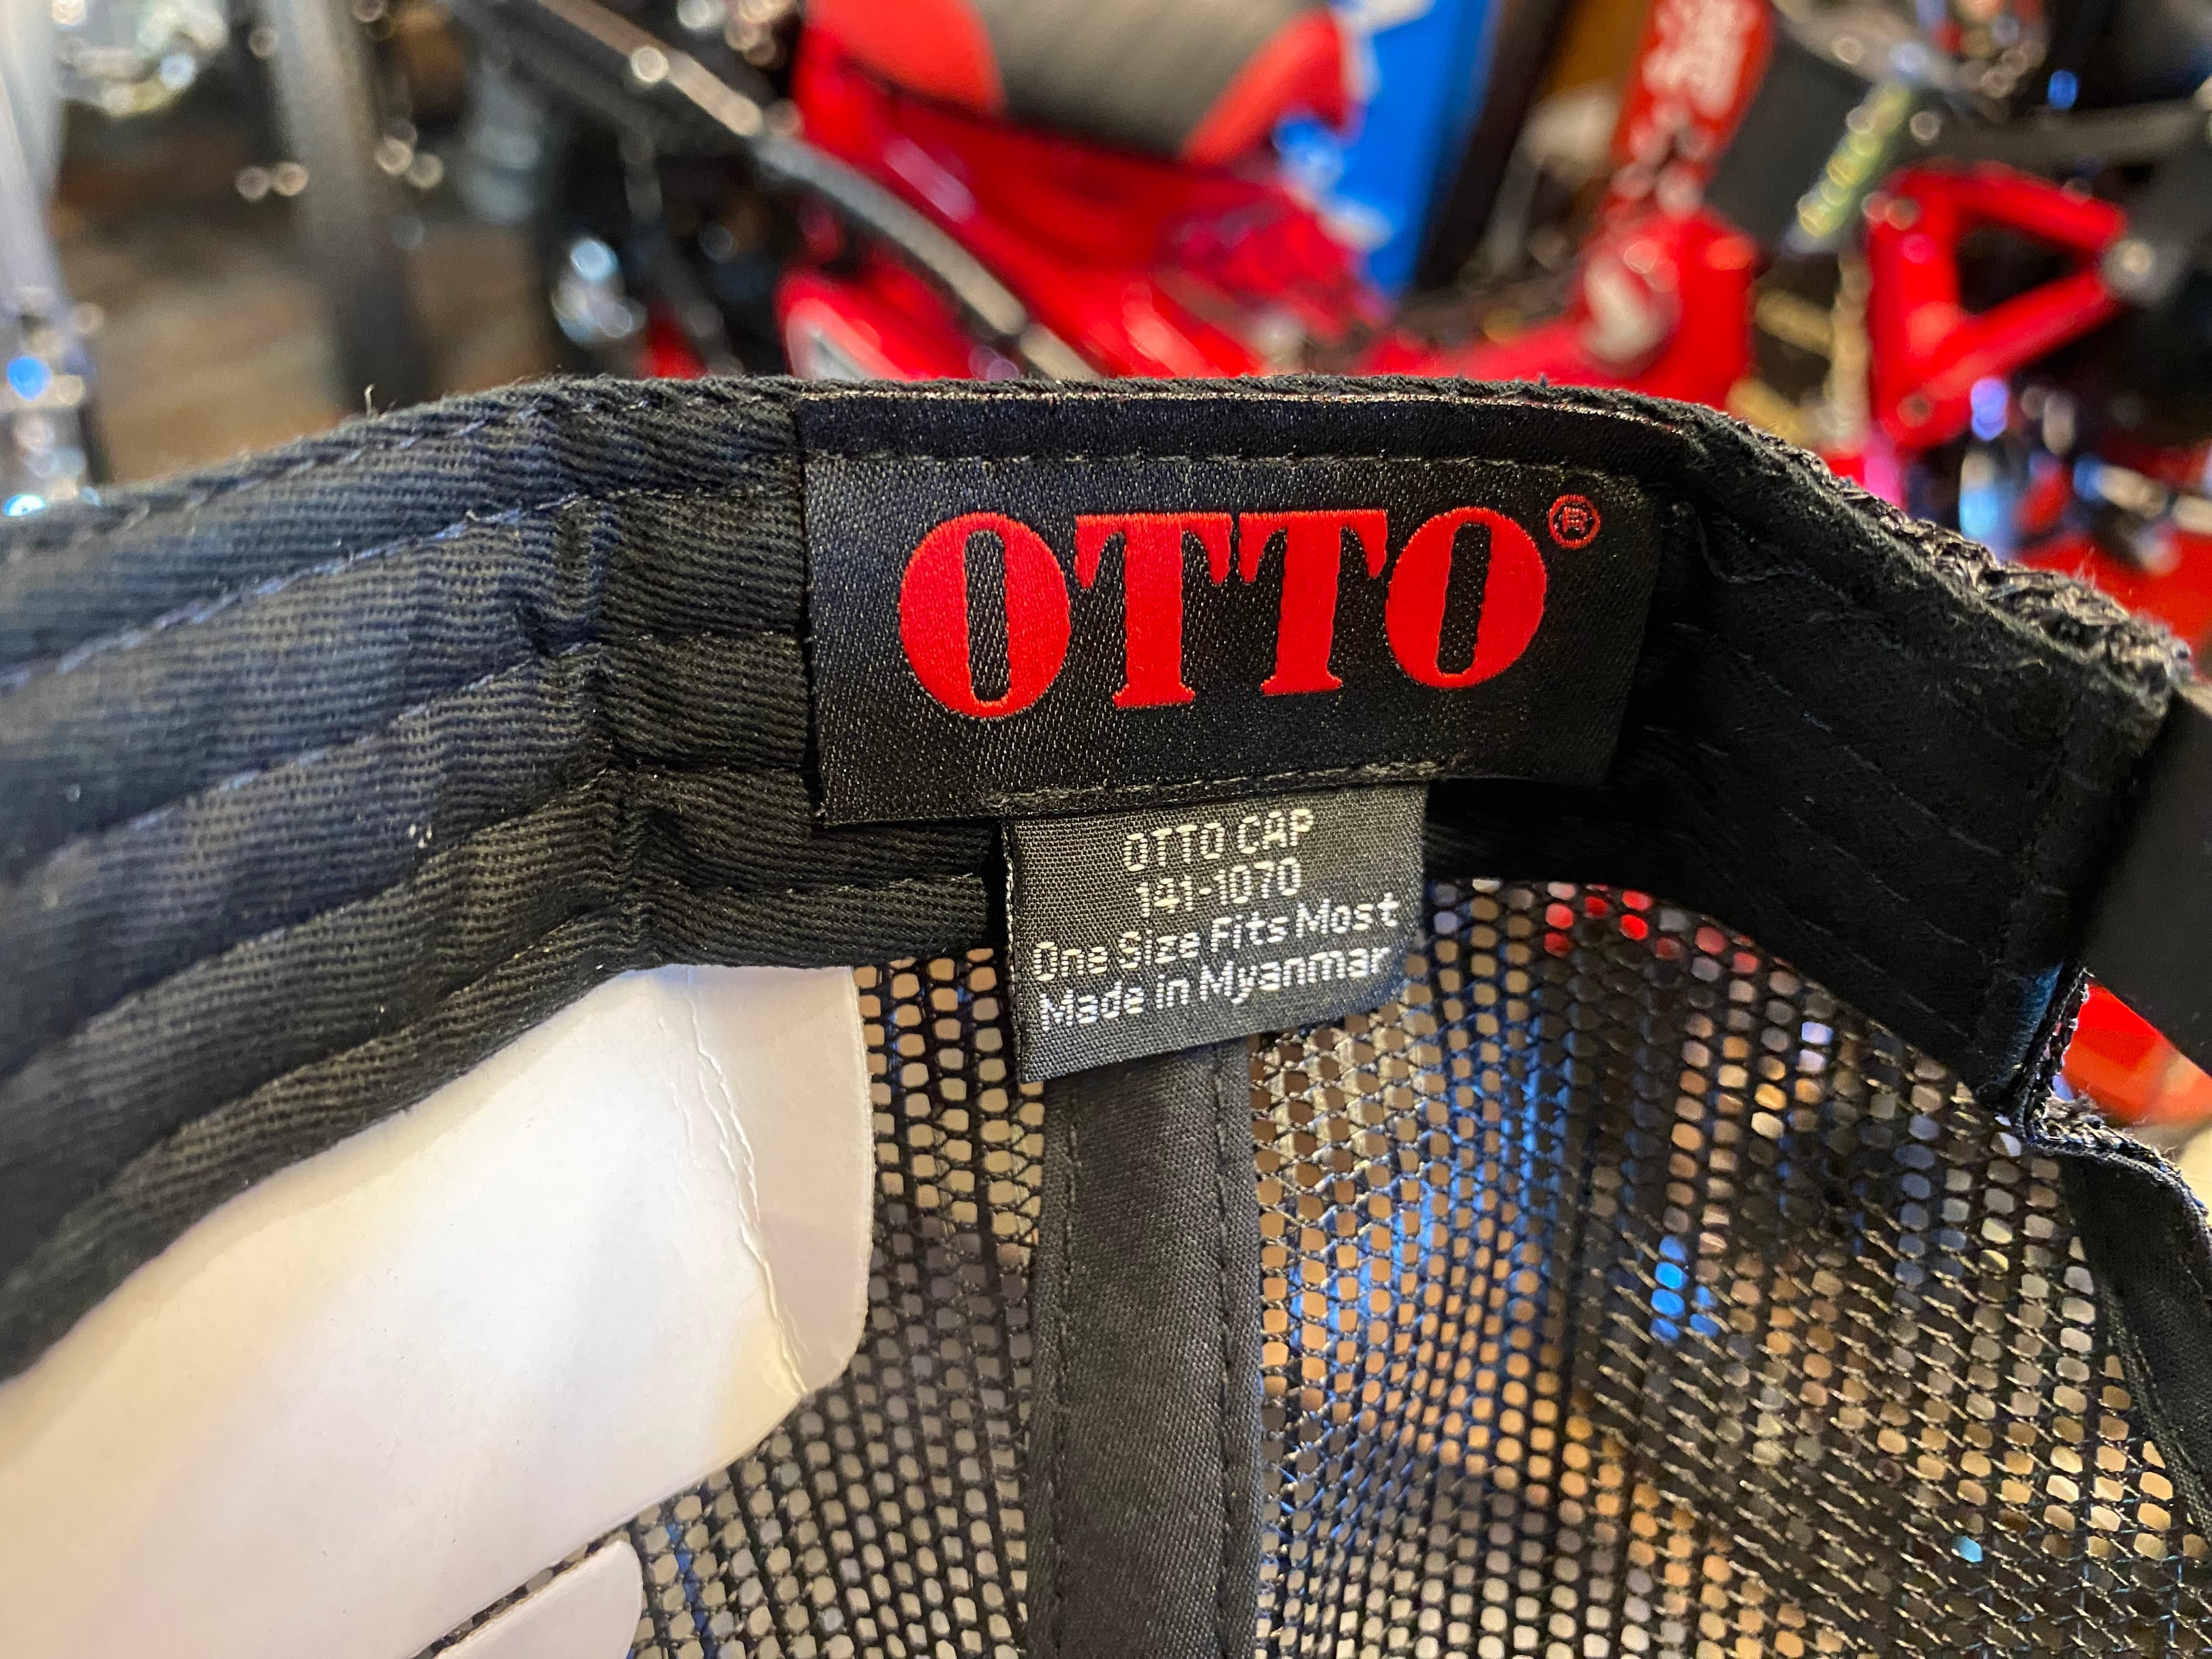 OTTO®
OTTO CAP
141-1070
One Size Fits Most
Made in Myanmar